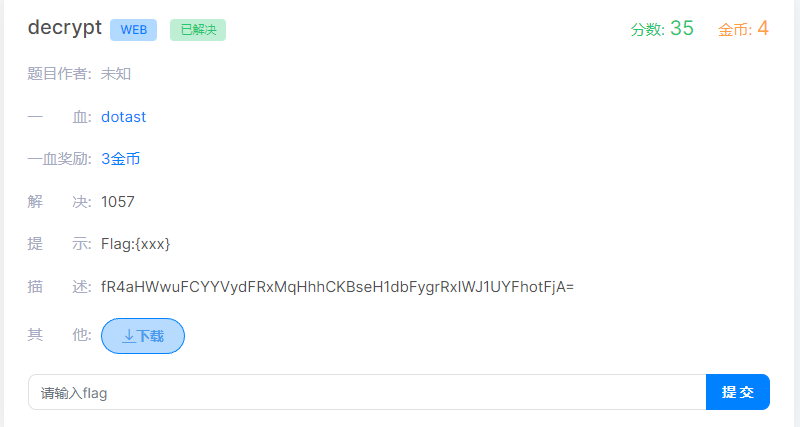 decrypt WEB 已解决 分数: 35 金币: 4
题目作者: 未知
一 血: dotast
一血奖励: 3金币
解 决: 1057
提 示: Flag:{xxx}
描 述: fR4aHWwuFCYYVydFRxMqHhhCKBseH1dbFygrRxIWJ1UYFhotFjA=
其 他: 下载
请输入flag 提交